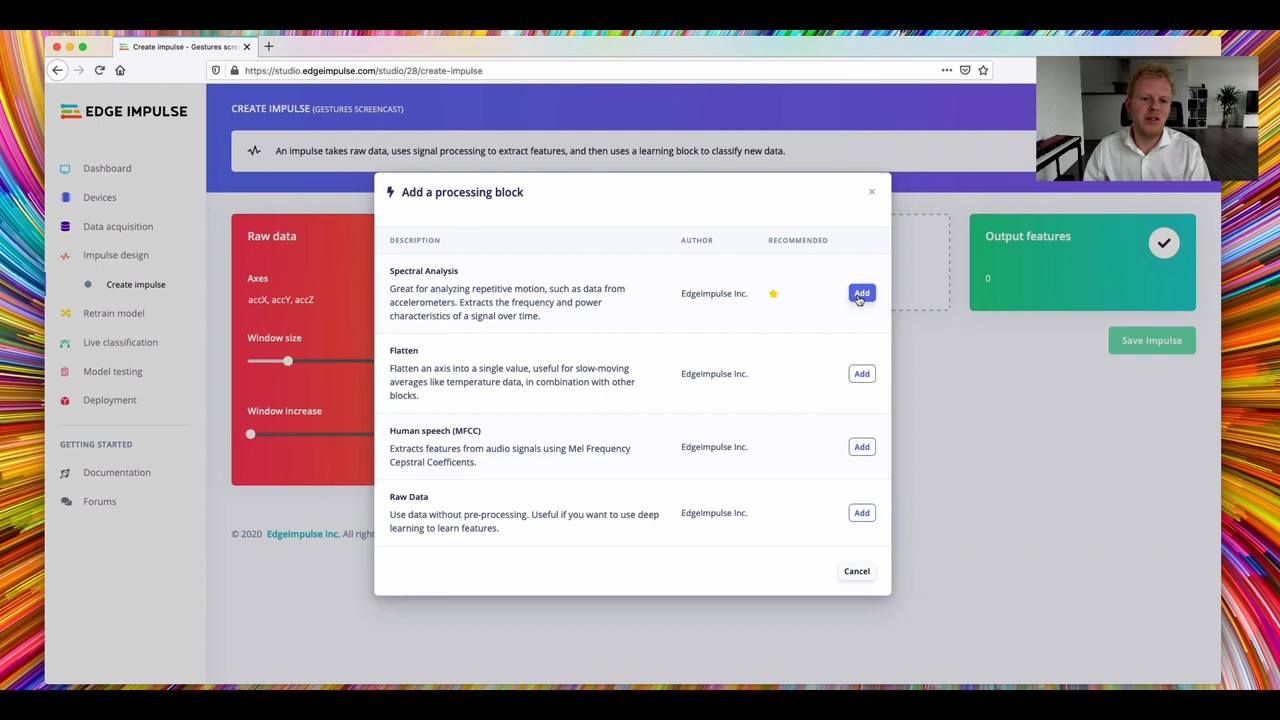 Create impulse - Gestures scre
https://studio.edgeimpulse.com/studio/28/create-impulse
EDGE IMPULSE
Dashboard
Devices
Data acquisition
Impulse design
Create impulse
Retrain model
Live classification
Model testing
Deployment
GETTING STARTED
Documentation
Forums
CREATE IMPULSE (GESTURES SCREENCAST)
An impulse takes raw data, uses signal processing to extract features, and then uses a learning block to classify new data.
Raw data
Axes
accX, accY, accZ
Window size
Window increase
Add a processing block
×
DESCRIPTION AUTHOR RECOMMENDED
Spectral Analysis
Great for analyzing repetitive motion, such as data from
accelerometers. Extracts the frequency and power
characteristics of a signal over time.
EdgeImpulse Inc.
Add
Flatten
Flatten an axis into a single value, useful for slow-moving
averages like temperature data, in combination with other
blocks.
EdgeImpulse Inc.
Add
Human speech (MFCC)
Extracts features from audio signals using Mel Frequency
Cepstral Coefficents.
EdgeImpulse Inc.
Add
Raw Data
Use data without pre-processing. Useful if you want to use deep
learning to learn features.
EdgeImpulse Inc.
Add
Cancel
Output features
0
Save Impulse
© 2020 EdgeImpulse Inc. All right